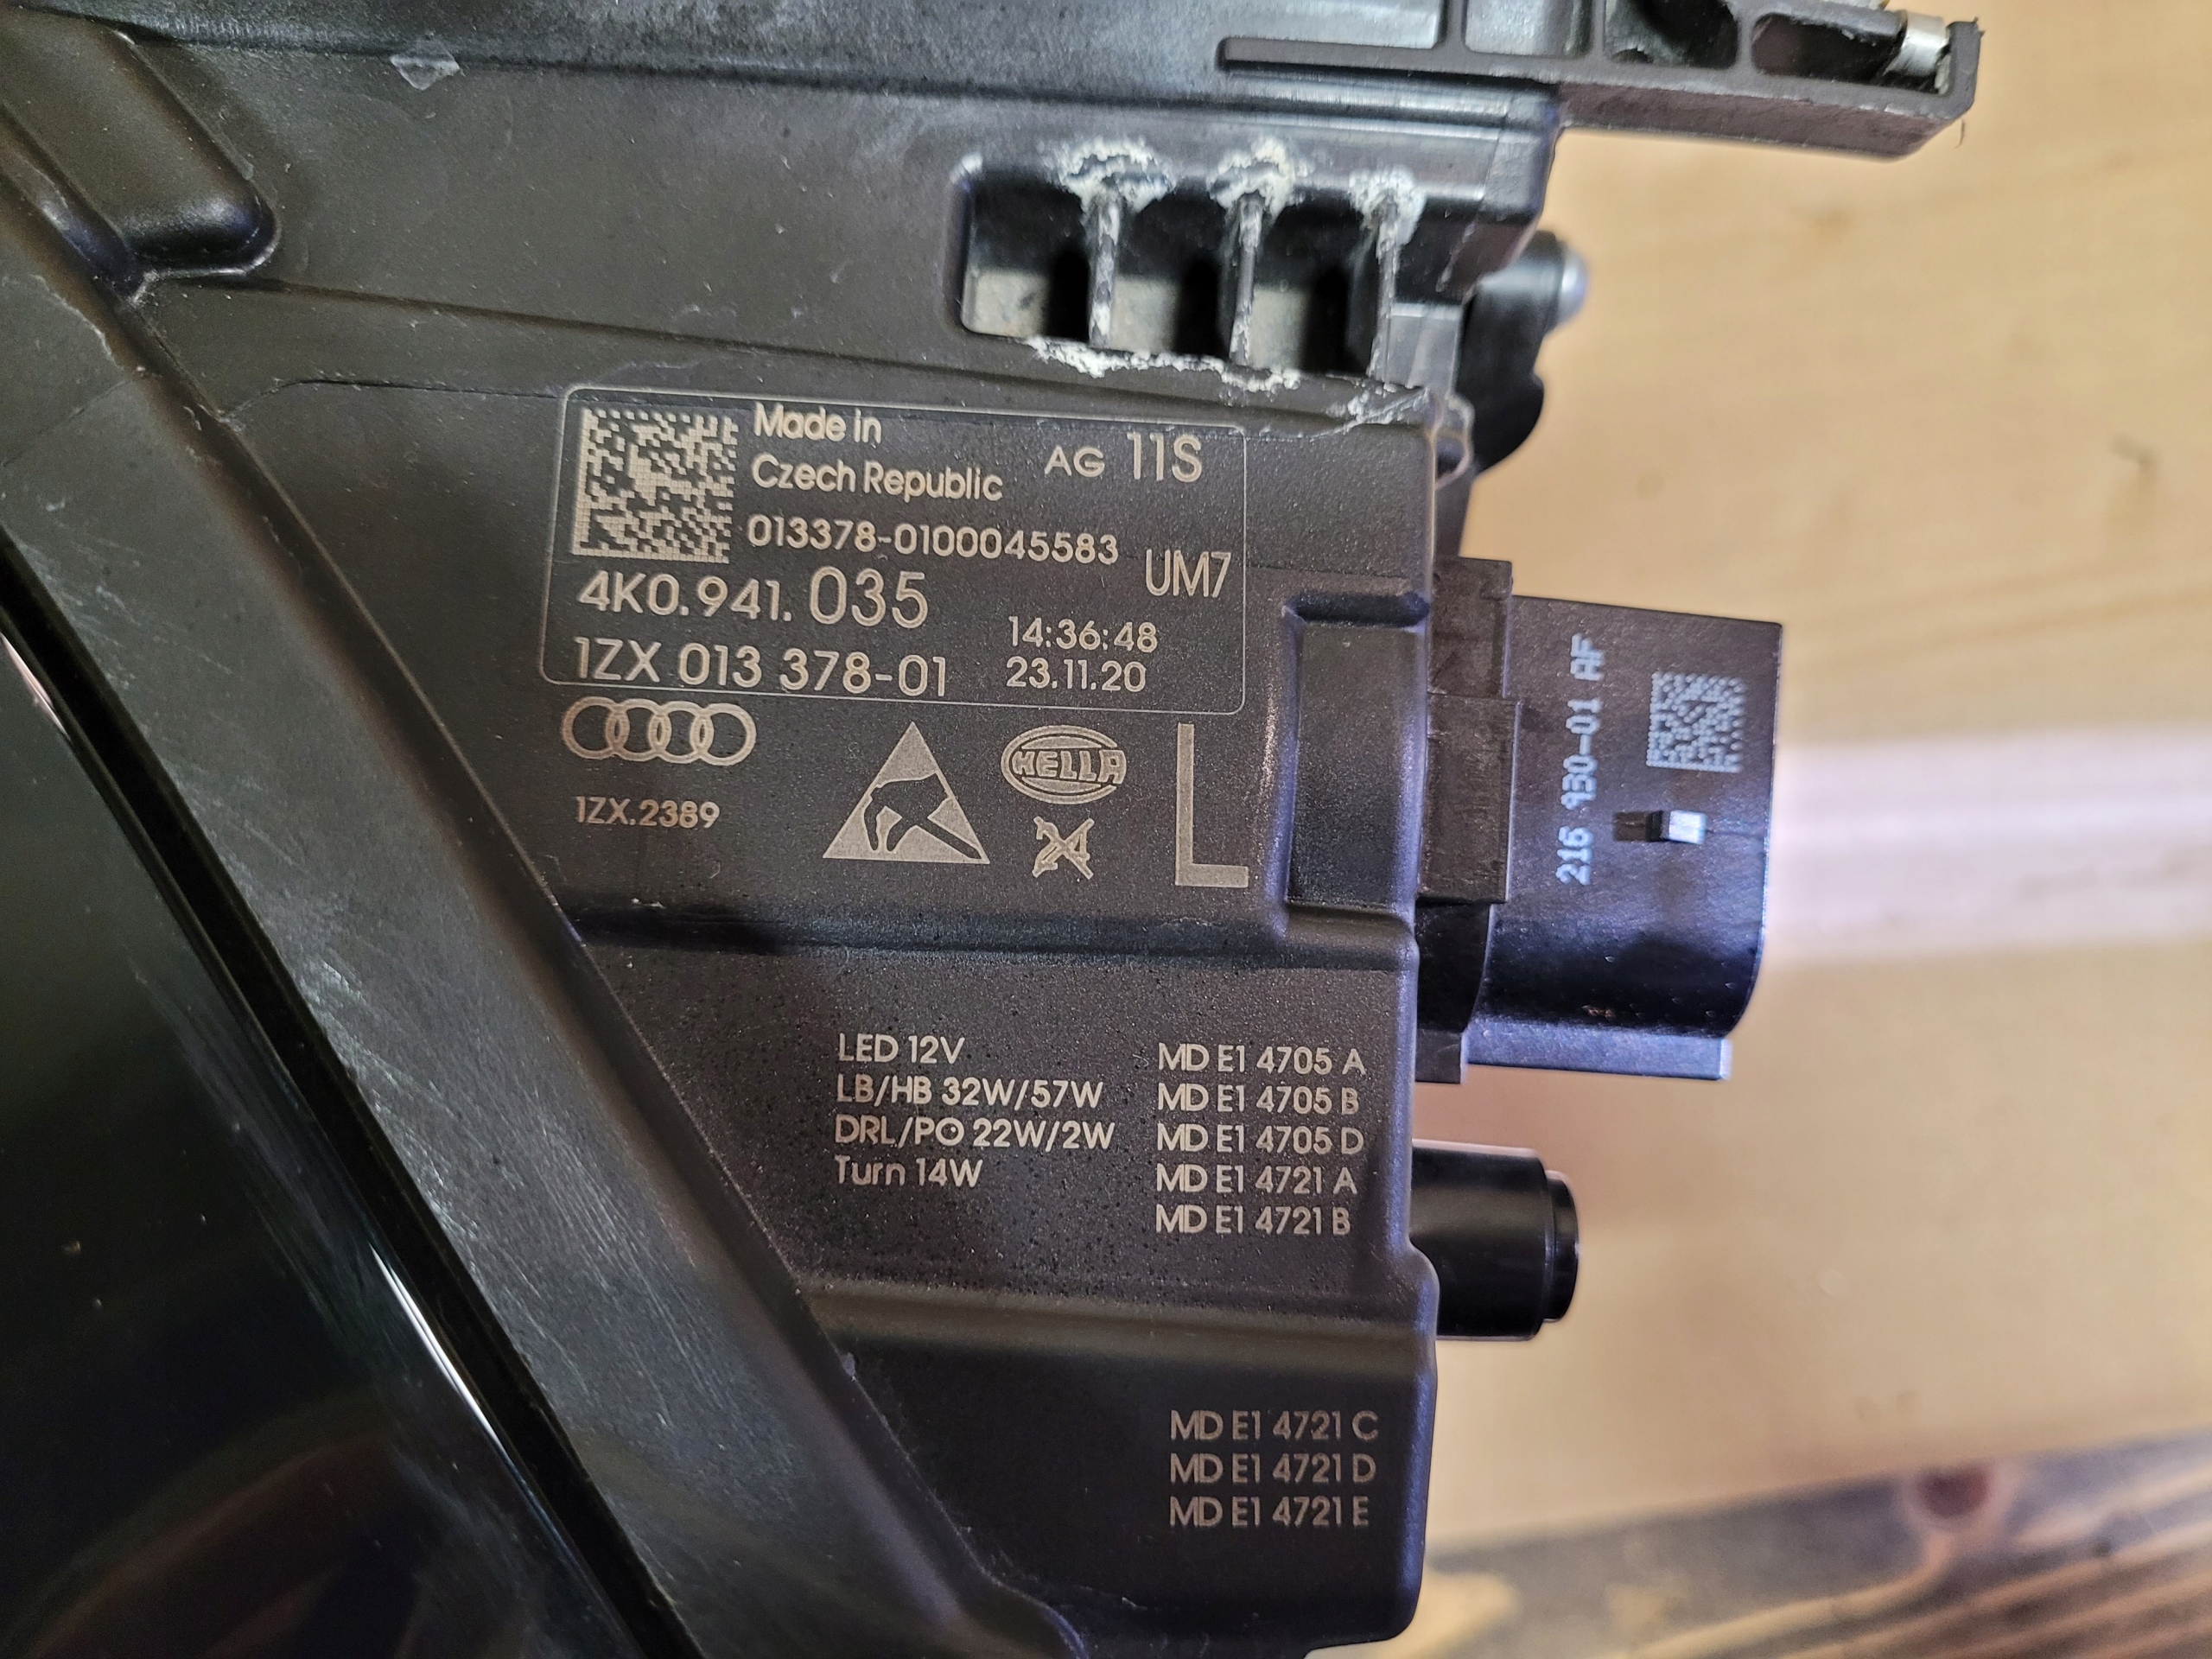 Made in
Czech Republic
AG 11S
013378-0100045583
UM7
4K0.941.035
14:36:48
1ZX 013 378-01
23.11.20
HELLA
1ZX.2389
24
L
216 930-01 AF
LED 12V
LB/HB 32W/57W
DRL/PO 22W/2W
Turn 14W
MD E1 4705 A
MD E1 4705 B
MD E1 4705 D
MD E1 4721 A
MD E1 4721 B
MD E1 4721 C
MD E1 4721 D
MD E1 4721 E